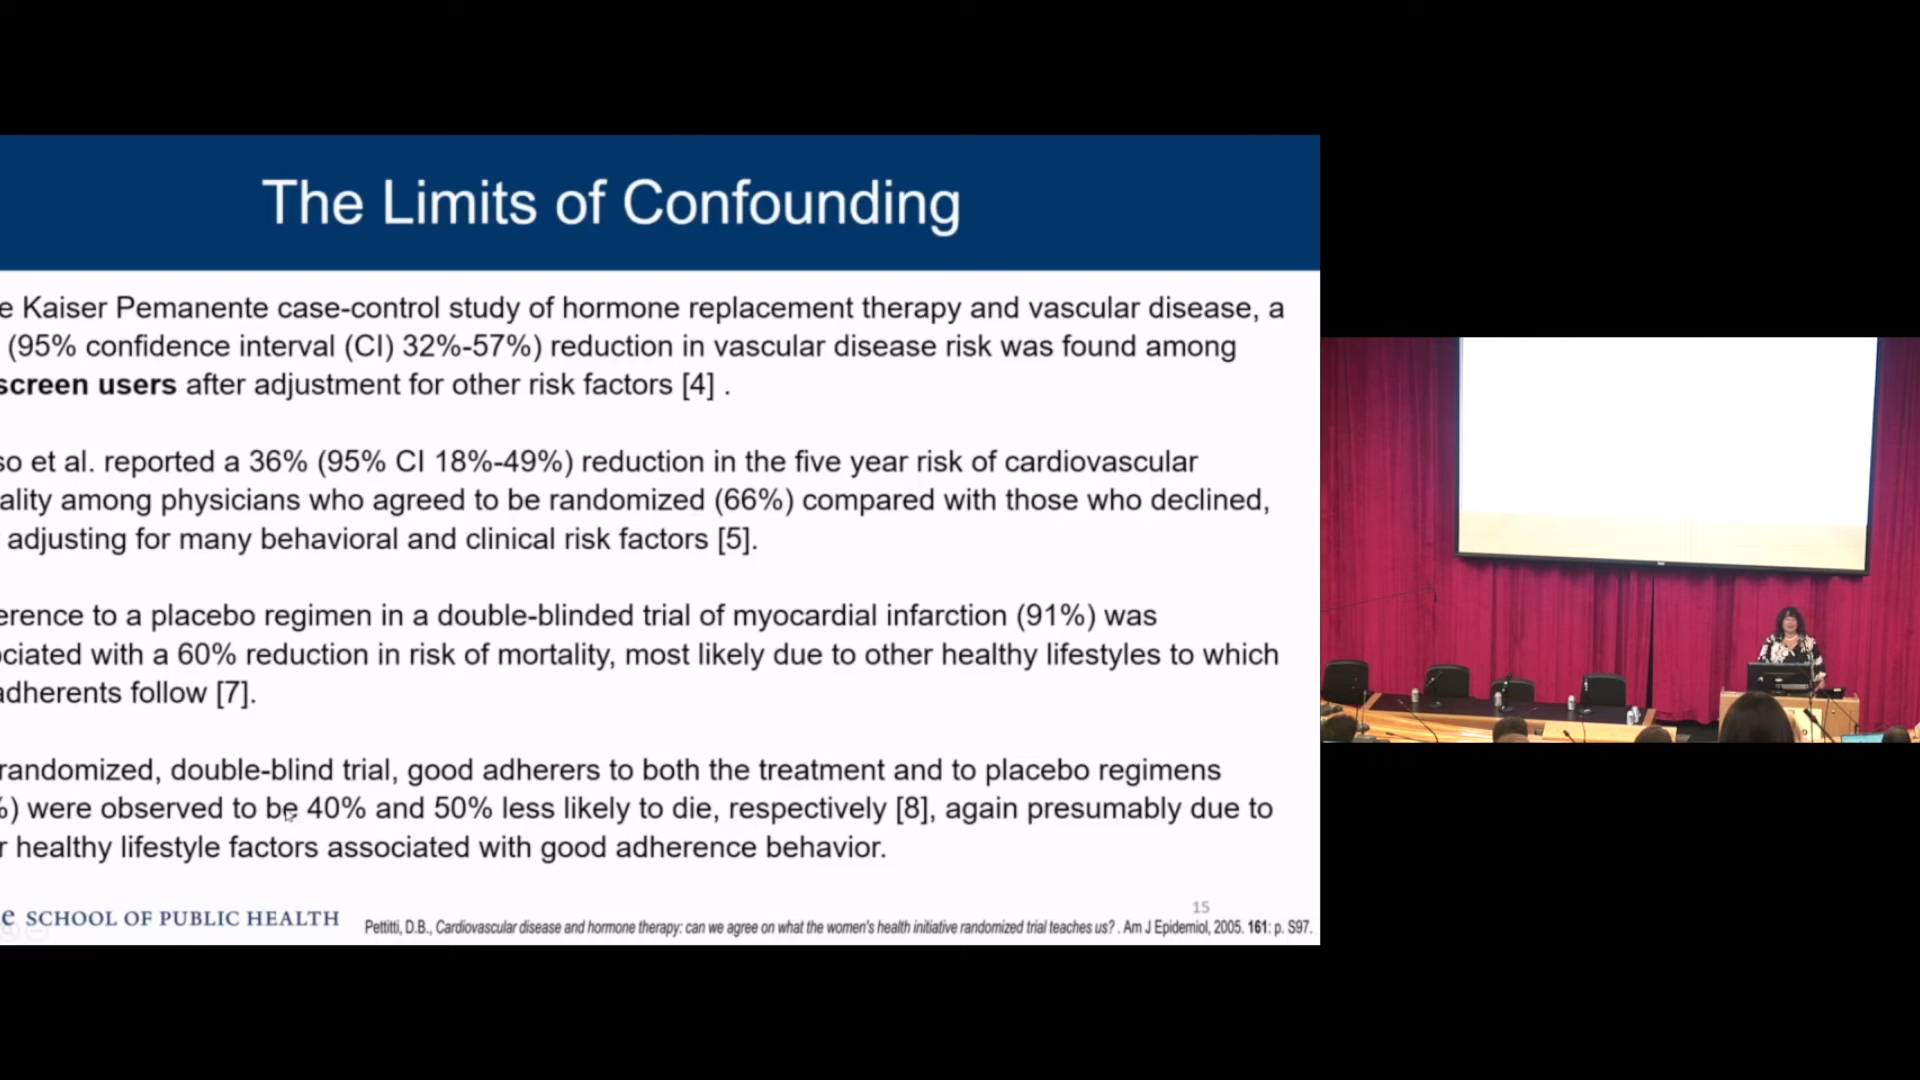 The Limits of Confounding
e Kaiser Pemanente case-control study of hormone replacement therapy and vascular disease, a
(95% confidence interval (CI) 32%-57%) reduction in vascular disease risk was found among
screen users after adjustment for other risk factors [4] .
so et al. reported a 36% (95% CI 18%-49%) reduction in the five year risk of cardiovascular
ality among physicians who agreed to be randomized (66%) compared with those who declined,
adjusting for many behavioral and clinical risk factors [5].
erence to a placebo regimen in a double-blinded trial of myocardial infarction (91%) was
ciated with a 60% reduction in risk of mortality, most likely due to other healthy lifestyles to which
adherents follow [7].
randomized, double-blind trial, good adherers to both the treatment and to placebo regimens
%) were observed to be 40% and 50% less likely to die, respectively [8], again presumably due to
r healthy lifestyle factors associated with good adherence behavior.
15
e SCHOOL OF PUBLIC HEALTH
Pettitti, D.B., Cardiovascular disease and hormone therapy: can we agree on what the women's health initiative randomized trial teaches us? . Am J Epidemiol, 2005. 161: p. S97.